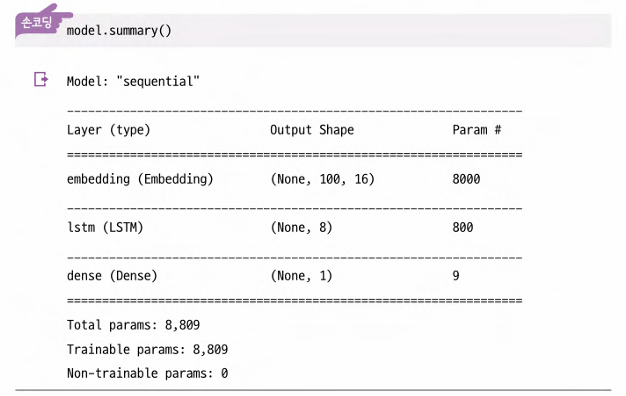 손코딩
model.summary()
Model: "sequential"
_________________________________________________________________
Layer (type) Output Shape Param #
=================================================================
embedding (Embedding) (None, 100, 16) 8000
_________________________________________________________________
lstm (LSTM) (None, 8) 800
_________________________________________________________________
dense (Dense) (None, 1) 9
=================================================================
Total params: 8,809
Trainable params: 8,809
Non-trainable params: 0